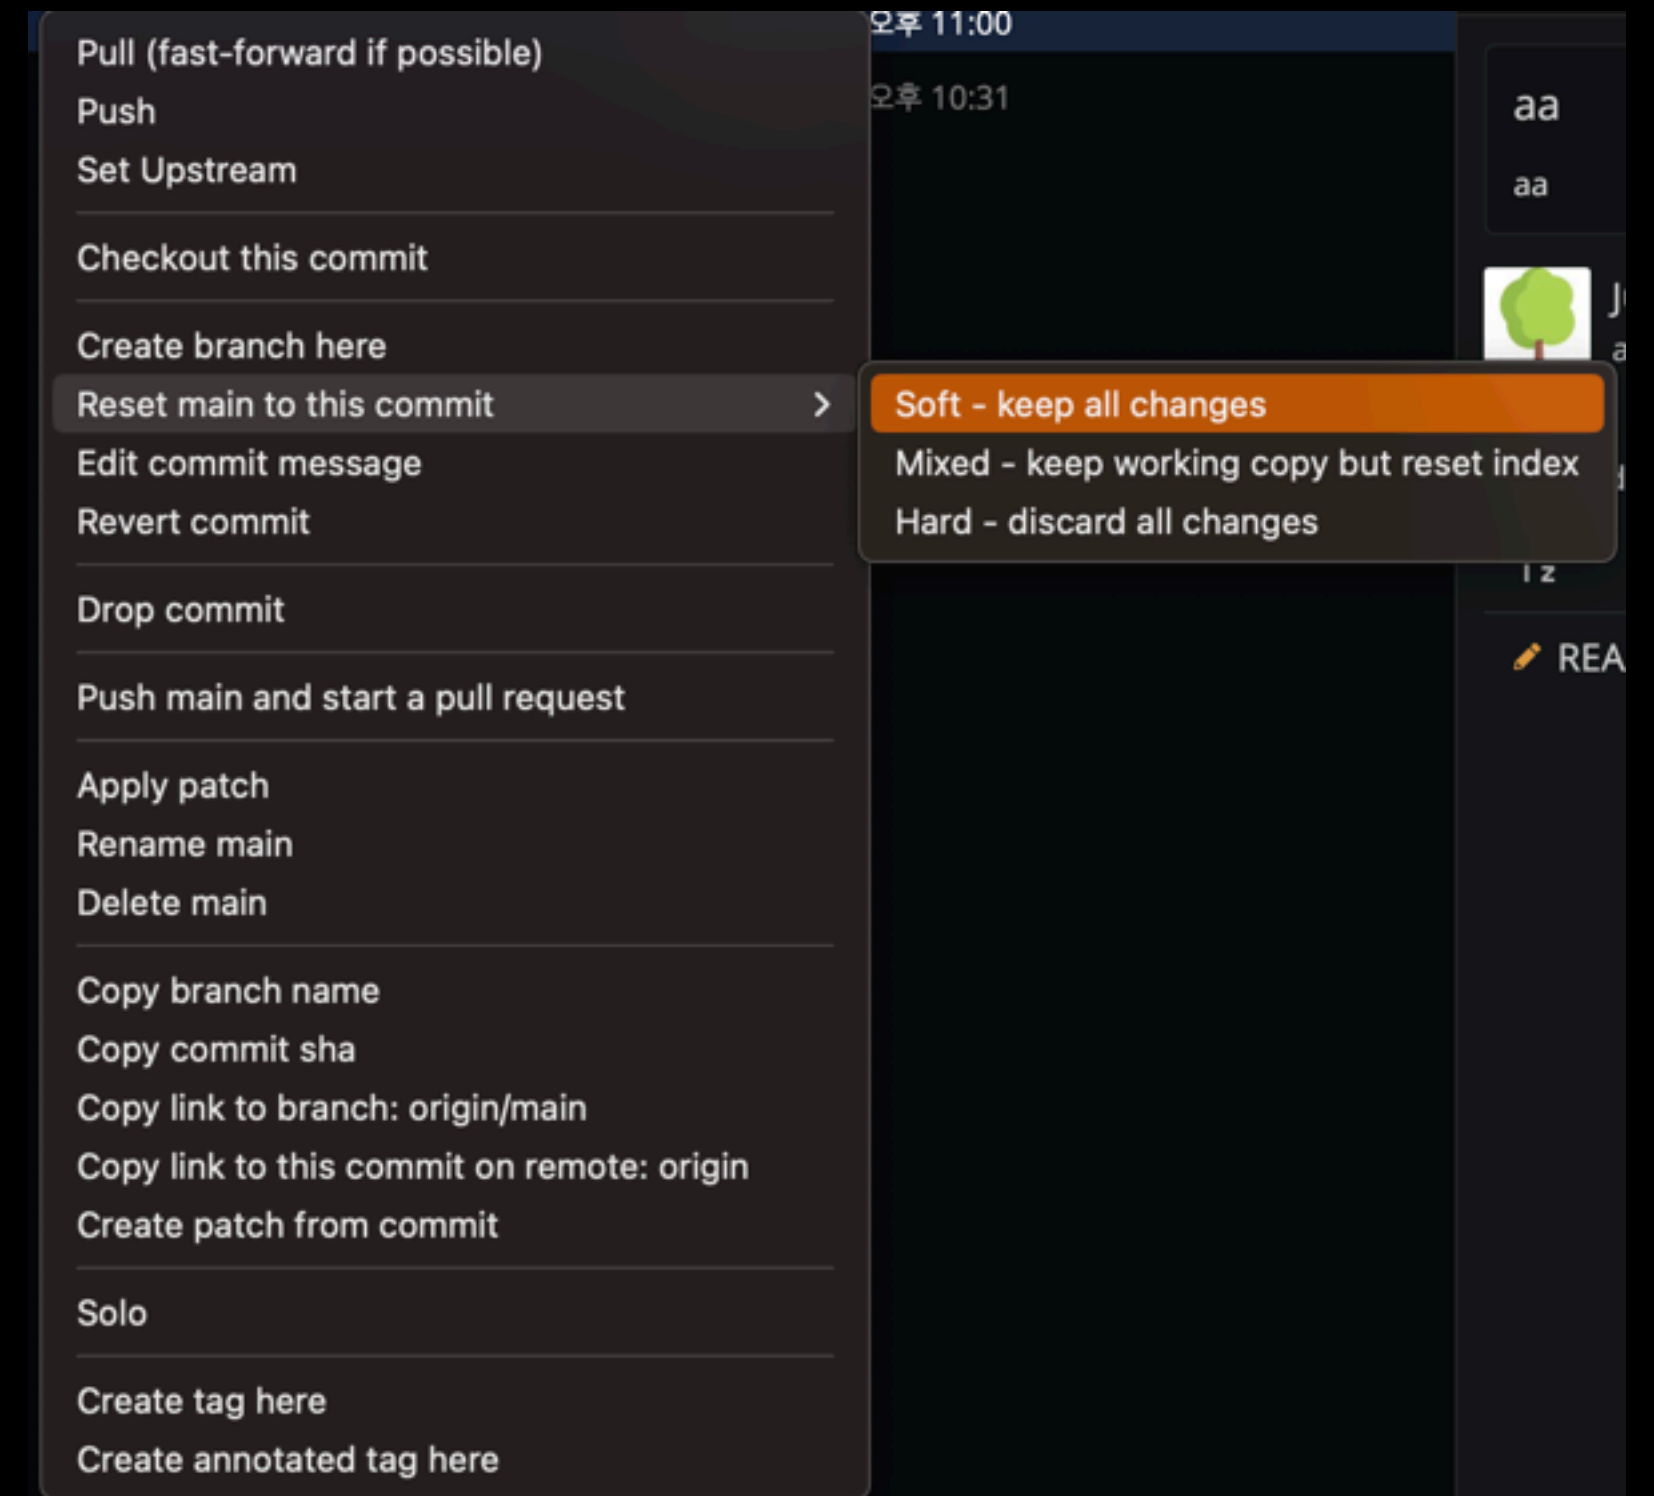 Pull (fast-forward if possible)
Push
Set Upstream
Checkout this commit
Create branch here
Reset main to this commit
Edit commit message
Revert commit
Drop commit
Push main and start a pull request
Apply patch
Rename main
Delete main
Copy branch name
Copy commit sha
Copy link to branch: origin/main
Copy link to this commit on remote: origin
Create patch from commit
Solo
Create tag here
Create annotated tag here
Soft - keep all changes
Mixed - keep working copy but reset index
Hard - discard all changes
오후 11:00
오후 10:31
aa
aa